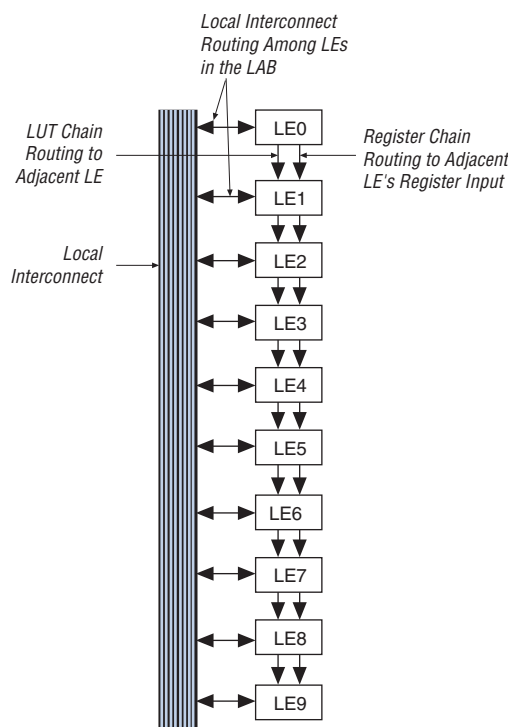 Local Interconnect
Routing Among LEs
in the LAB
LUT Chain
Routing to
Adjacent LE
Register Chain
Routing to Adjacent
LE's Register Input
Local
Interconnect
LE0
LE1
LE2
LE3
LE4
LE5
LE6
LE7
LE8
LE9